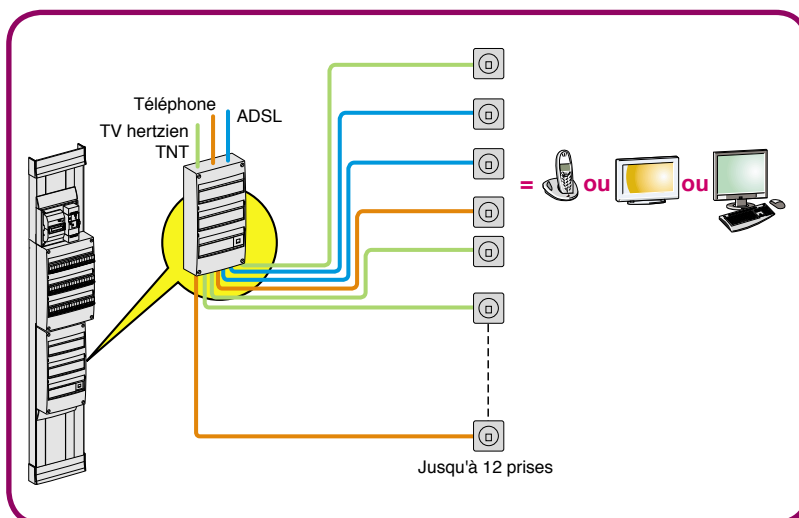 Téléphone
ADSL
TV hertzien
TNT
= ou ou
Jusqu'à 12 prises